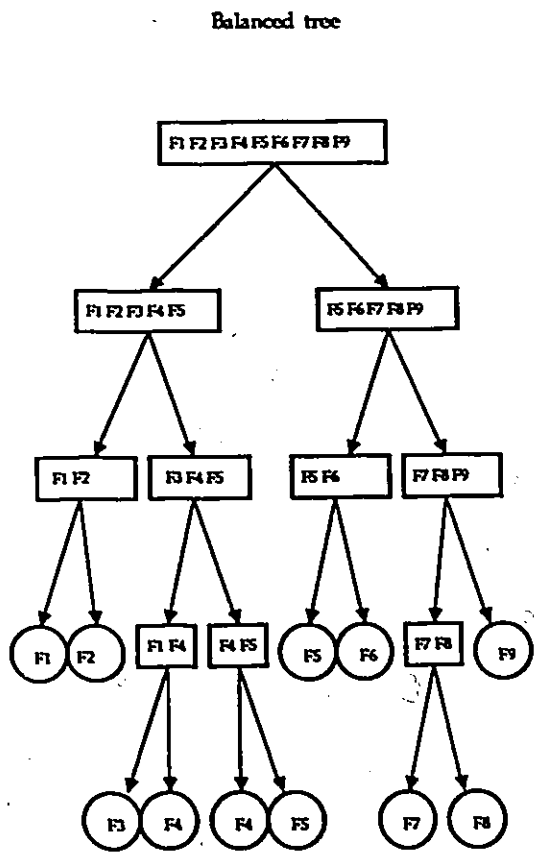 Balanced tree
F1 F2 F3 F4 F5 F6 F7 F8 F9
F1 F2 F3 F4 F5
F5 F6 F7 F8 F9
F1 F2
F3 F4 F5
F5 F6
F7 F8 F9
F1
F2
F1 F4
F4 F5
F5
F6
F7 F8
F9
F3
F4
F4
F5
F7
F8